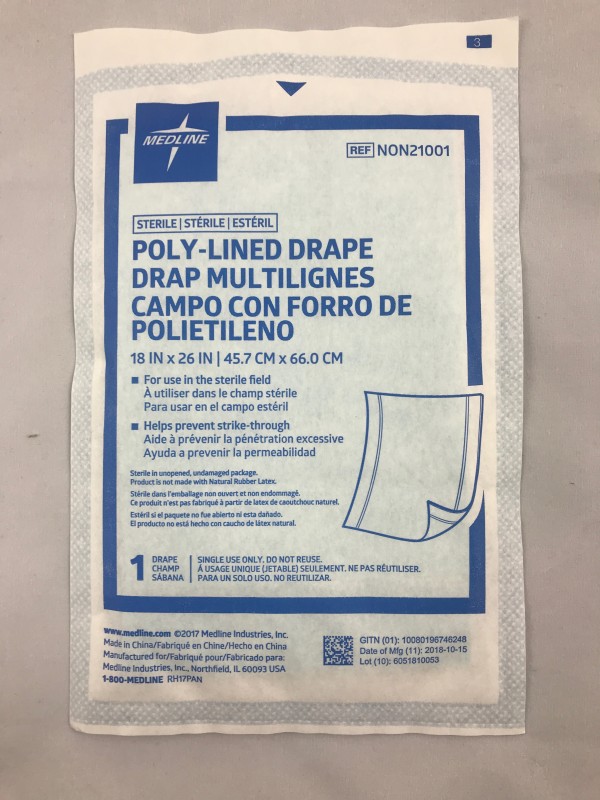 3
MEDLINE
REF NON21001
STERILE | STÉRILE | ESTÉRIL
POLY-LINED DRAPE
DRAP MULTILIGNES
CAMPO CON FORRO DE
POLIETILENO
18 IN x 26 IN | 45.7 CM x 66.0 CM
■ For use in the sterile field
À utiliser dans le champ stérile
Para usar en el campo estéril
■ Helps prevent strike-through
Aide à prévenir la pénétration excessive
Ayuda a prevenir la permeabilidad
Sterile in unopened, undamaged package.
Product is not made with Natural Rubber Latex.
Stérile dans l'emballage non ouvert et non endommagé.
Ce produit n'est pas fabriqué à partir de latex de caoutchouc naturel.
Estéril si el paquete no fue abierto ni esta dañado.
El producto no está hecho con caucho de látex natural.
1 DRAPE
CHAMP
SÁBANA
SINGLE USE ONLY. DO NOT REUSE.
À USAGE UNIQUE (JETABLE) SEULEMENT. NE PAS RÉUTILISER.
PARA UN SOLO USO. NO REUTILIZAR.
www.medline.com ©2017 Medline Industries, Inc.
Made in China/Fabriqué en Chine/Hecho en China
Manufactured for/Fabriqué pour/Fabricado para:
Medline Industries, Inc., Northfield, IL 60093 USA
1-800-MEDLINE RH17PAN
GITN (01): 10080196746248
Date of Mfg (11): 2018-10-15
Lot (10): 6051810053